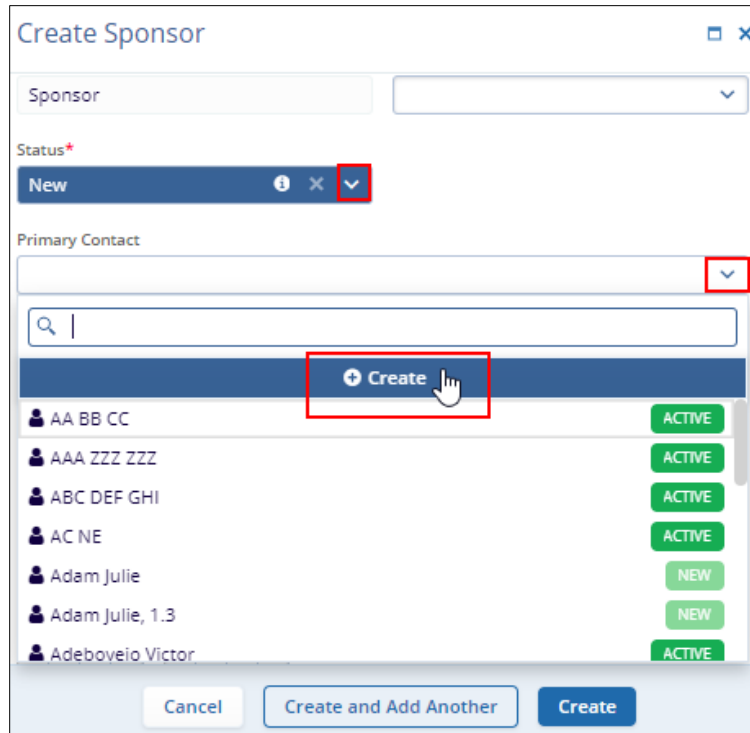 Create Sponsor
Sponsor
Status*
New
Primary Contact
Create
AA BB CC ACTIVE
AAA ZZZ ZZZ ACTIVE
ABC DEF GHI ACTIVE
AC NE ACTIVE
Adam Julie NEW
Adam Julie, 1.3 NEW
Adeboveio Victor ACTIVE
Cancel Create and Add Another Create